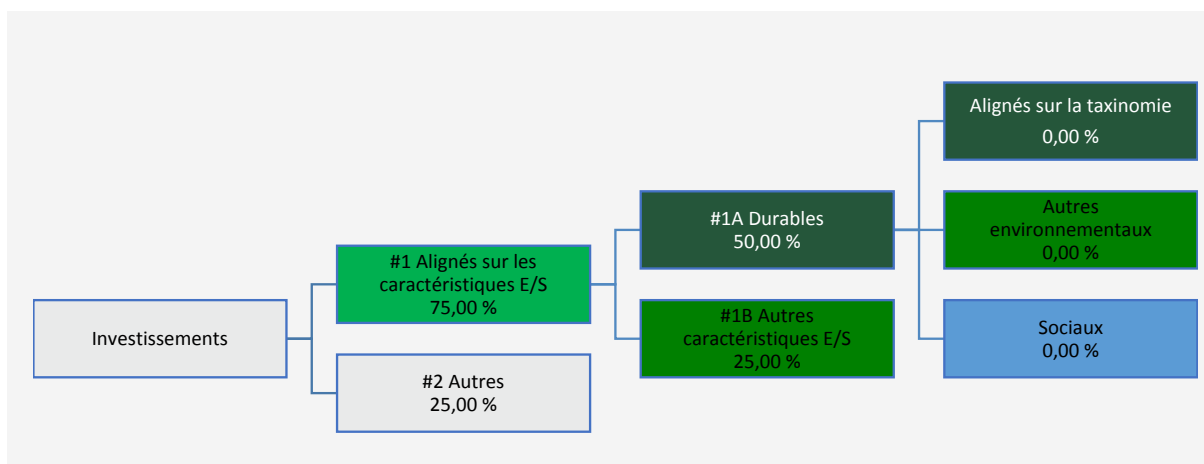 Investissements
#1 Alignés sur les
caractéristiques E/S
75,00 %
#2 Autres
25,00 %
#1A Durables
50,00 %
#1B Autres
caractéristiques E/S
25,00 %
Alignés sur la taxinomie
0,00 %
Autres
environnementaux
0,00 %
Sociaux
0,00 %